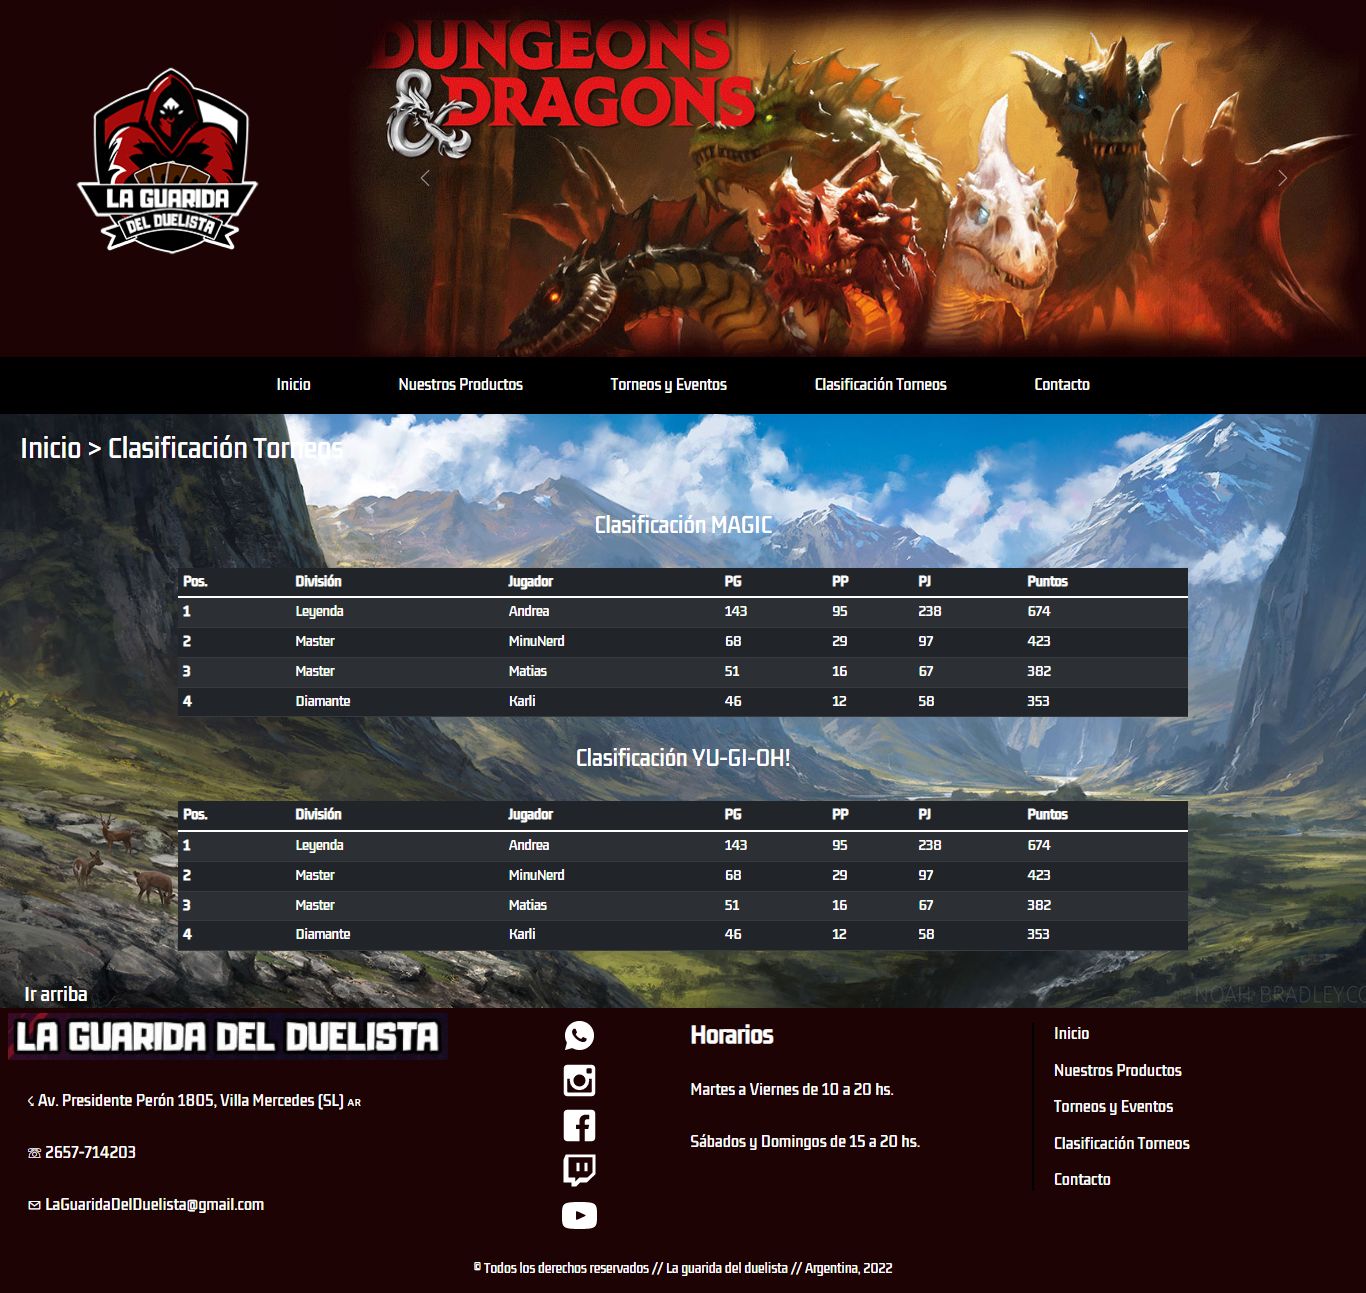 DUNGEONS
& DRAGONS
LA GUARIDA
DEL DUELISTA
Inicio Nuestros Productos Torneos y Eventos Clasificación Torneos Contacto
Inicio > Clasificación Torneos
Clasificación MAGIC
Pos. División Jugador PG PP PJ Puntos
1 Leyenda Andrea 143 95 238 674
2 Master MinuNerd 68 29 97 423
3 Master Matias 51 16 67 382
4 Diamante Karli 46 12 58 353
Clasificación YU-GI-OH!
Pos. División Jugador PG PP PJ Puntos
1 Leyenda Andrea 143 95 238 674
2 Master MinuNerd 68 29 97 423
3 Master Matias 51 16 67 382
4 Diamante Karli 46 12 58 353
Ir arriba
NOAH BRADLEY.CO
LA GUARIDA DEL DUELISTA
☇ Av. Presidente Perón 1805, Villa Mercedes (SL) AR
☏ 2657-714203
✉ LaGuaridaDelDuelista@gmail.com
Horarios
Martes a Viernes de 10 a 20 hs.
Sábados y Domingos de 15 a 20 hs.
Inicio
Nuestros Productos
Torneos y Eventos
Clasificación Torneos
Contacto
© Todos los derechos reservados // La guarida del duelista // Argentina, 2022